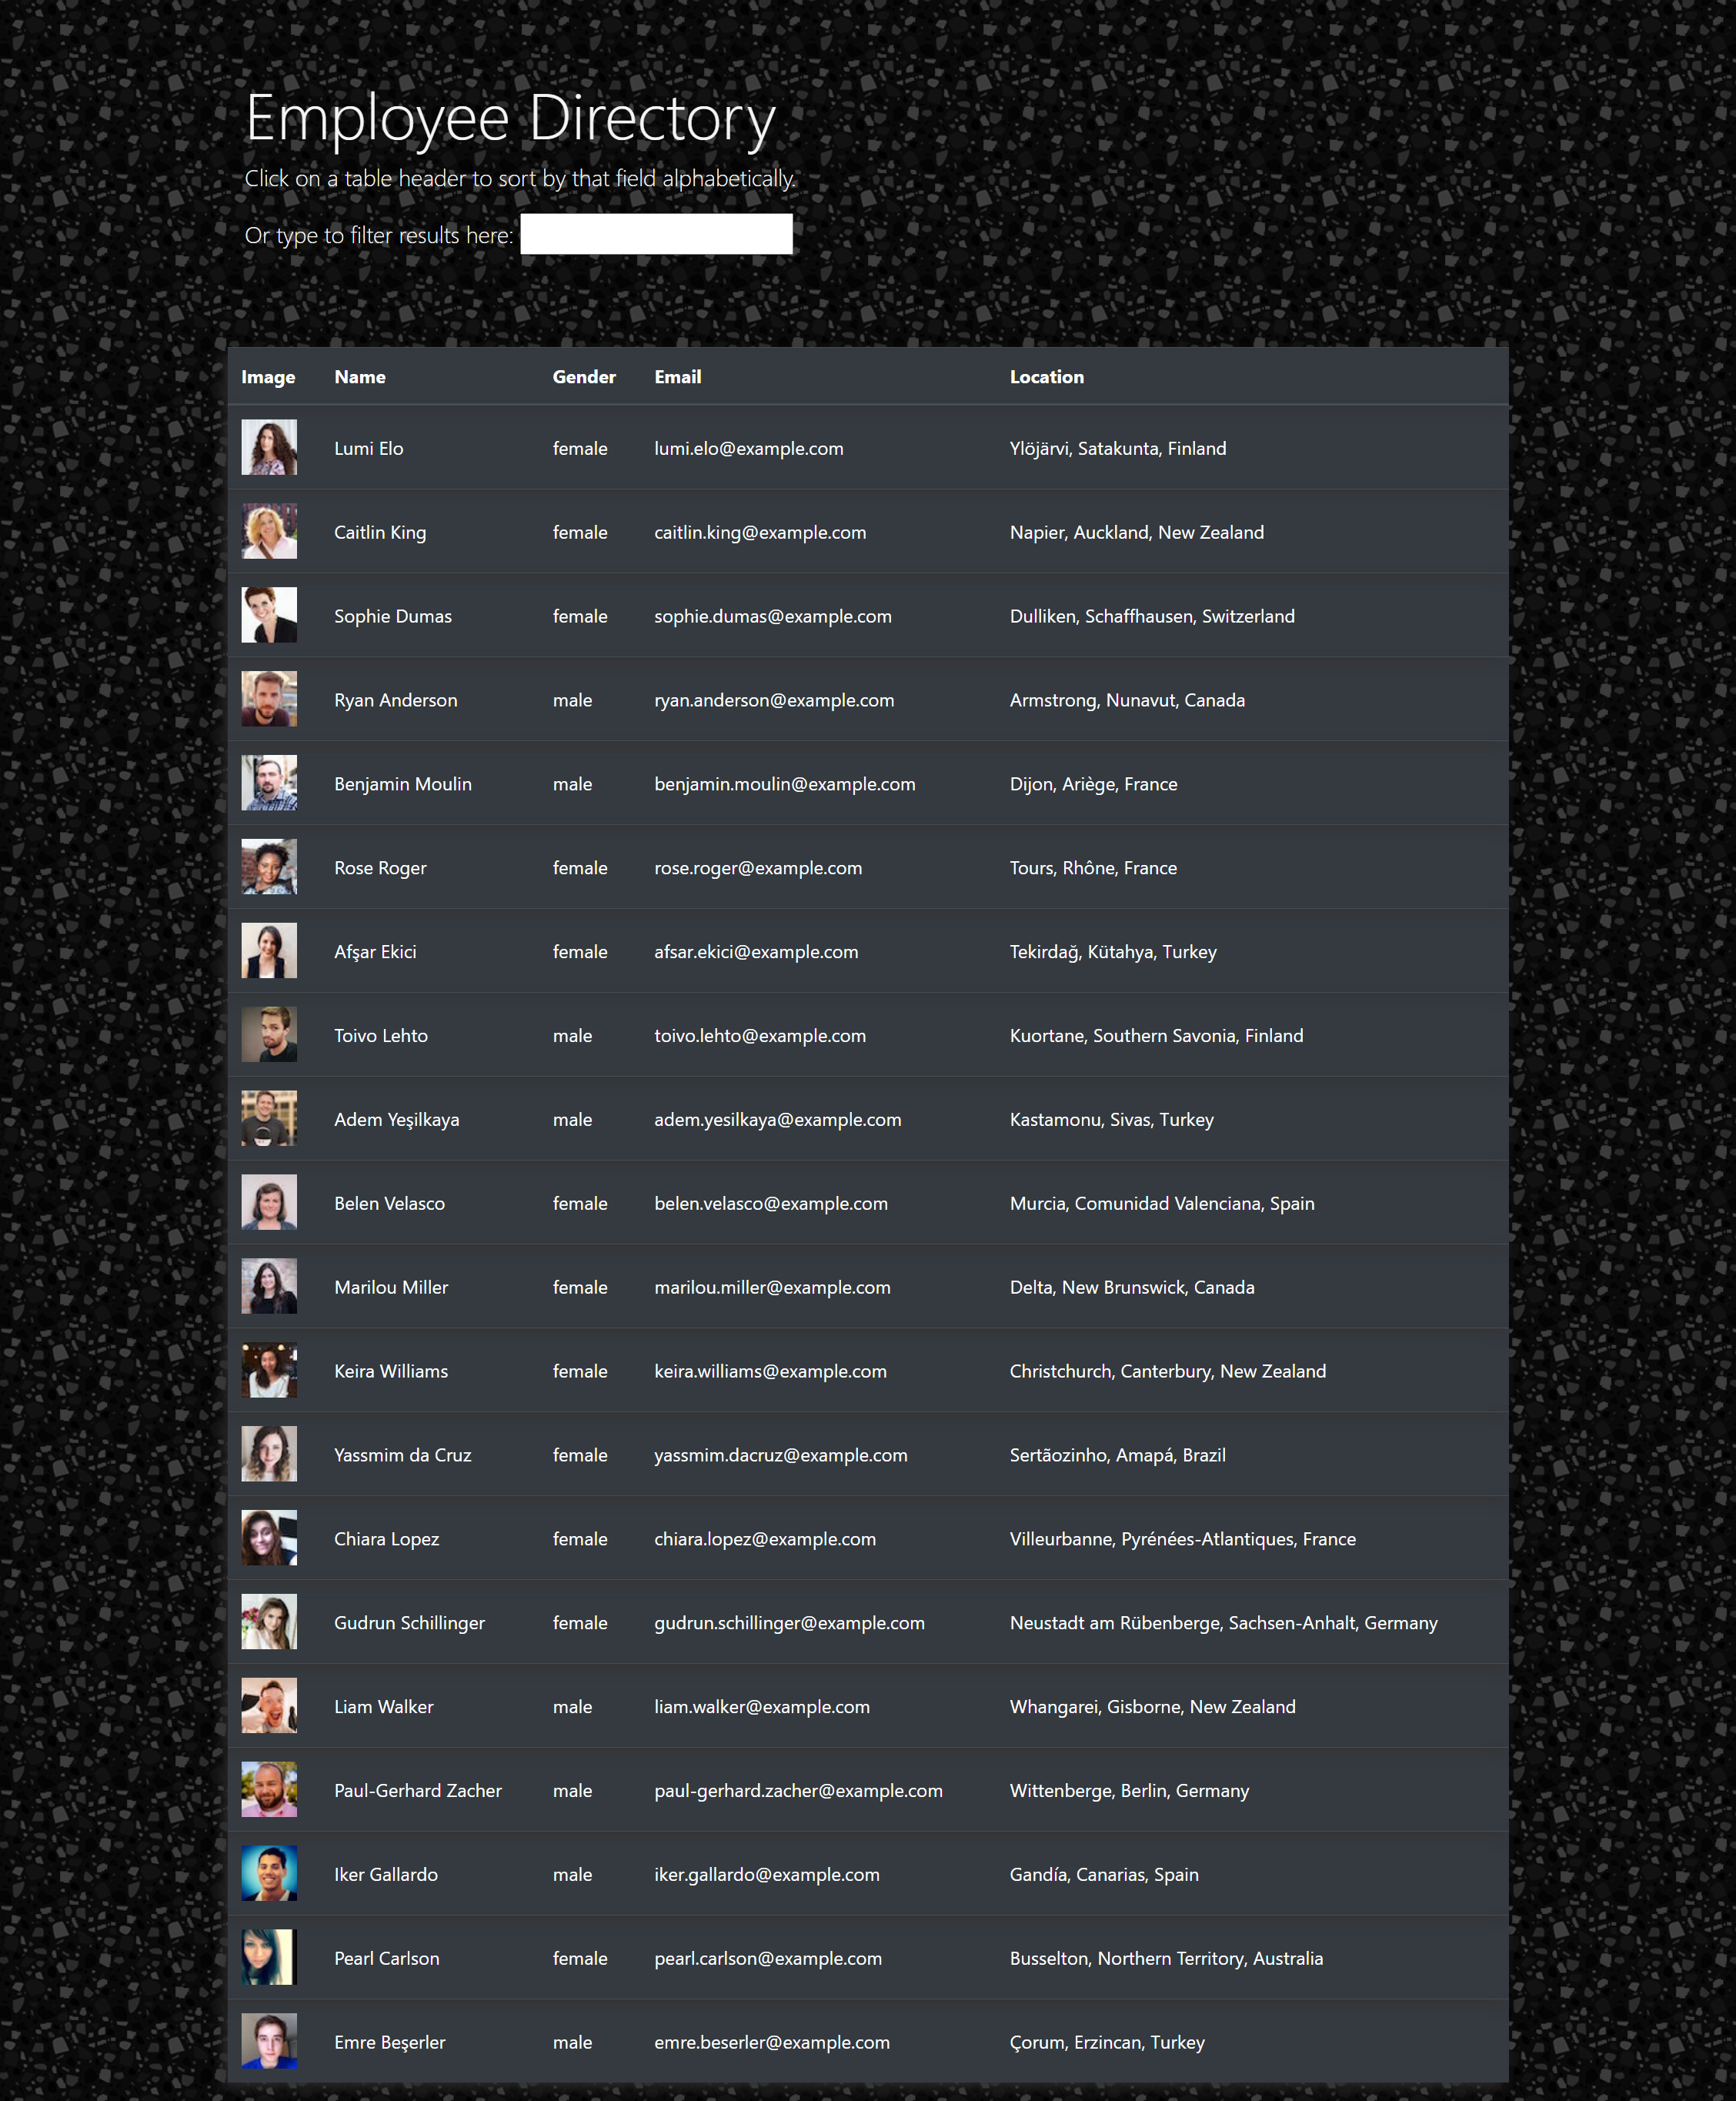 Employee Directory
Click on a table header to sort by that field alphabetically.
Or type to filter results here:
Image Name Gender Email Location
Lumi Elo female lumi.elo@example.com Ylöjärvi, Satakunta, Finland
Caitlin King female caitlin.king@example.com Napier, Auckland, New Zealand
Sophie Dumas female sophie.dumas@example.com Dulliken, Schaffhausen, Switzerland
Ryan Anderson male ryan.anderson@example.com Armstrong, Nunavut, Canada
Benjamin Moulin male benjamin.moulin@example.com Dijon, Ariège, France
Rose Roger female rose.roger@example.com Tours, Rhône, France
Afşar Ekici female afsar.ekici@example.com Tekirdağ, Kütahya, Turkey
Toivo Lehto male toivo.lehto@example.com Kuortane, Southern Savonia, Finland
Adem Yeşilkaya male adem.yesilkaya@example.com Kastamonu, Sivas, Turkey
Belen Velasco female belen.velasco@example.com Murcia, Comunidad Valenciana, Spain
Marilou Miller female marilou.miller@example.com Delta, New Brunswick, Canada
Keira Williams female keira.williams@example.com Christchurch, Canterbury, New Zealand
Yassmim da Cruz female yassmim.dacruz@example.com Sertãozinho, Amapá, Brazil
Chiara Lopez female chiara.lopez@example.com Villeurbanne, Pyrénées-Atlantiques, France
Gudrun Schillinger female gudrun.schillinger@example.com Neustadt am Rübenberge, Sachsen-Anhalt, Germany
Liam Walker male liam.walker@example.com Whangarei, Gisborne, New Zealand
Paul-Gerhard Zacher male paul-gerhard.zacher@example.com Wittenberge, Berlin, Germany
Iker Gallardo male iker.gallardo@example.com Gandía, Canarias, Spain
Pearl Carlson female pearl.carlson@example.com Busselton, Northern Territory, Australia
Emre Beşerler male emre.beserler@example.com Çorum, Erzincan, Turkey